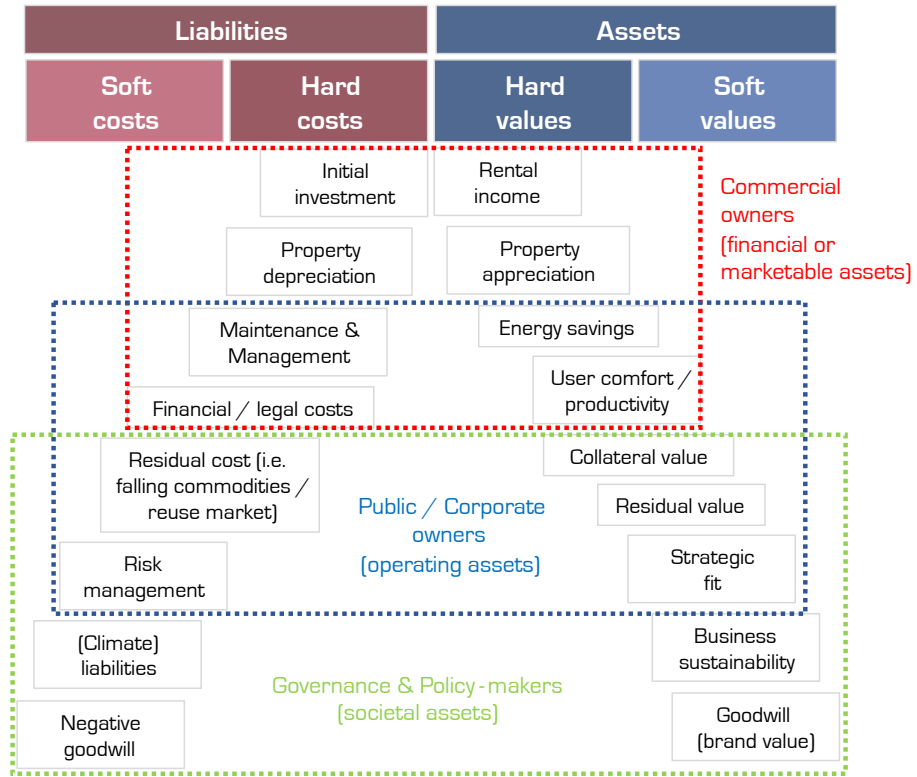 Liabilities
Assets
Soft
costs
Hard
costs
Hard
values
Soft
values
Initial
investment
Rental
income
Commercial
owners
(financial or
marketable assets)
Property
depreciation
Property
appreciation
Maintenance &
Management
Energy savings
User comfort /
productivity
Financial / legal costs
Residual cost (i.e.
falling commodities /
reuse market)
Collateral value
Public / Corporate
owners
(operating assets)
Residual value
Risk
management
Strategic
fit
(Climate)
liabilities
Business
sustainability
Governance & Policy-makers
(societal assets)
Negative
goodwill
Goodwill
(brand value)